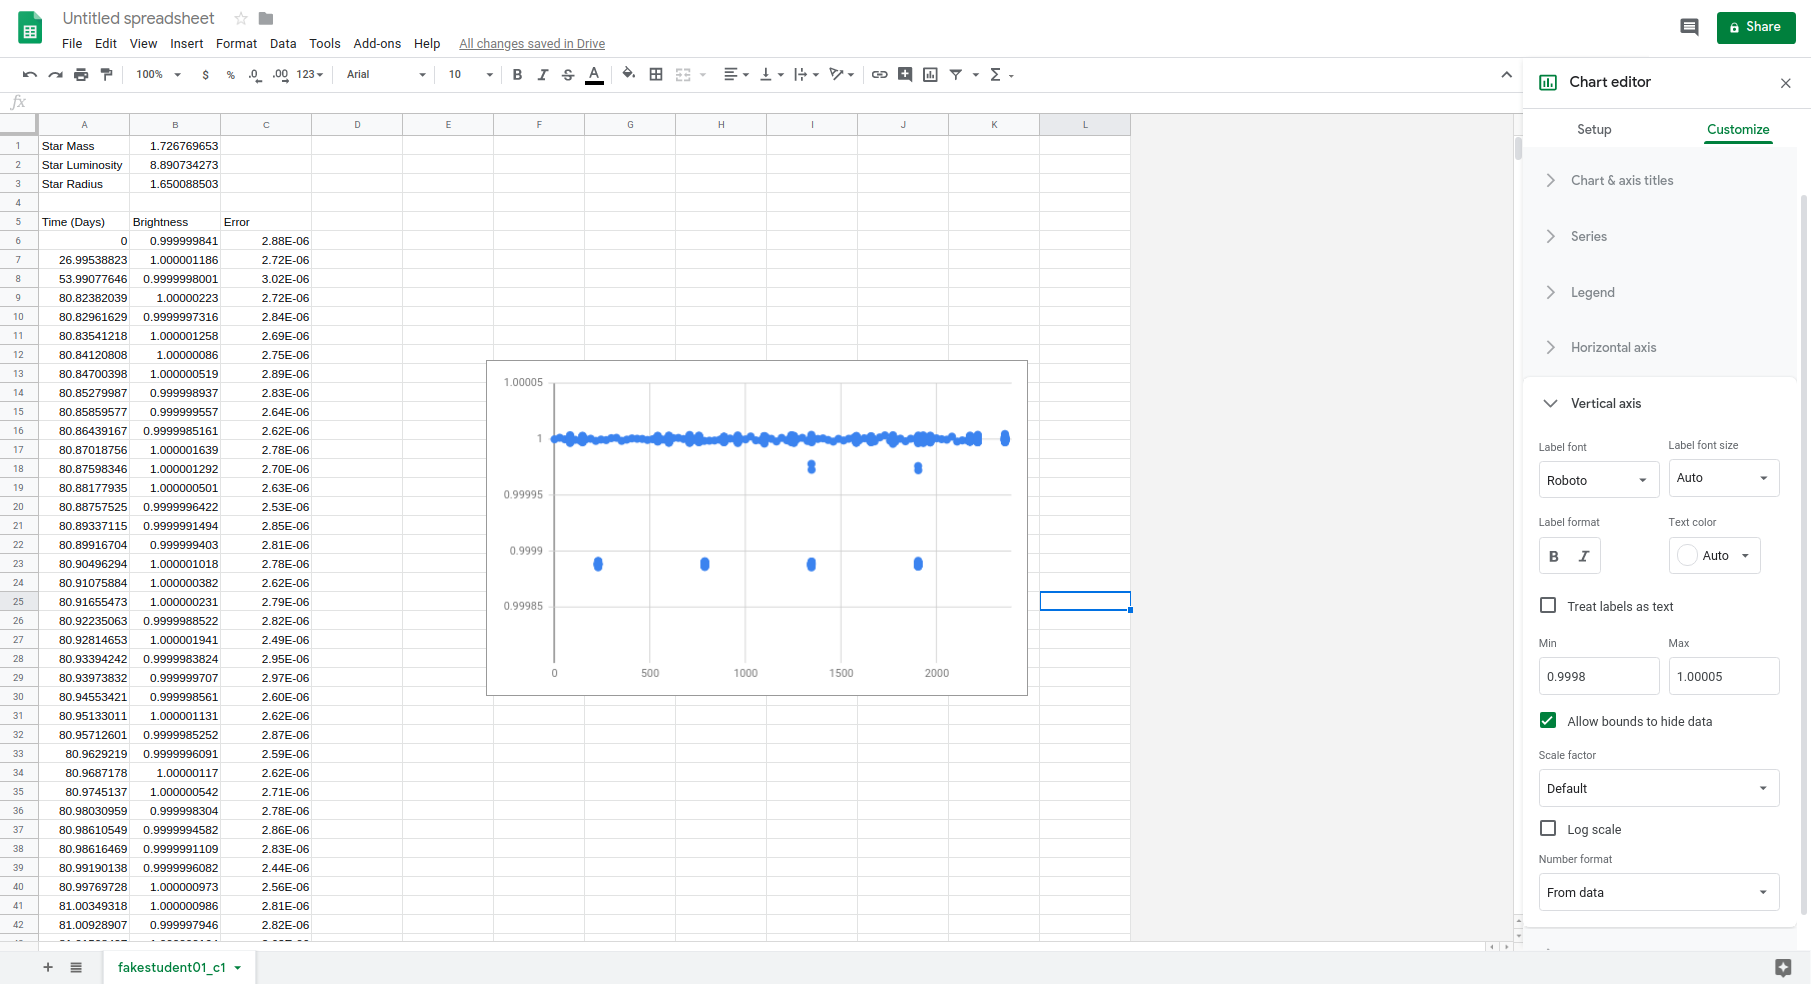 Untitled spreadsheet
File Edit View Insert Format Data Tools Add-ons Help All changes saved in Drive
Share
100% $ % .0 .00 123 Arial 10 B I S A
fx
Chart editor
Setup Customize
A B C D E F G H I J K L
1 Star Mass 1.726769653
2 Star Luminosity 8.890734273
3 Star Radius 1.650088503
4
5 Time (Days) Brightness Error
6 0 0.999999841 2.88E-06
7 26.99538823 1.000001186 2.72E-06
8 53.99077646 0.9999998001 3.02E-06
9 80.82382039 1.00000223 2.72E-06
10 80.82961629 0.9999997316 2.84E-06
11 80.83541218 1.000001258 2.69E-06
12 80.84120808 1.00000086 2.75E-06
13 80.84700398 1.000000519 2.89E-06
14 80.85279987 0.999998937 2.83E-06
15 80.85859577 0.999999557 2.64E-06
16 80.86439167 0.9999985161 2.62E-06
17 80.87018756 1.000001639 2.78E-06
18 80.87598346 1.000001292 2.70E-06
19 80.88177935 1.000000501 2.63E-06
20 80.88757525 0.9999996422 2.53E-06
21 80.89337115 0.9999991494 2.85E-06
22 80.89916704 0.999999403 2.81E-06
23 80.90496294 1.000001018 2.78E-06
24 80.91075884 1.000000382 2.62E-06
25 80.91655473 1.000000231 2.79E-06
26 80.92235063 0.9999988522 2.82E-06
27 80.92814653 1.000001941 2.49E-06
28 80.93394242 0.9999983824 2.95E-06
29 80.93973832 0.999999707 2.97E-06
30 80.94553421 0.999998561 2.60E-06
31 80.95133011 1.000001131 2.62E-06
32 80.95712601 0.9999985252 2.87E-06
33 80.9629219 0.9999996091 2.59E-06
34 80.9687178 1.00000117 2.62E-06
35 80.9745137 1.000000542 2.71E-06
36 80.98030959 0.999998304 2.78E-06
37 80.98610549 0.9999994582 2.86E-06
38 80.98616469 0.9999991109 2.83E-06
39 80.99190138 0.9999996082 2.44E-06
40 80.99769728 1.000000973 2.56E-06
41 81.00349318 1.000000986 2.81E-06
42 81.00928907 0.999997946 2.82E-06
1.00005
1
0.99995
0.9999
0.99985
0 500 1000 1500 2000
Chart & axis titles
Series
Legend
Horizontal axis
Vertical axis
Label font Label font size
Roboto Auto
Label format Text color
B I Auto
Treat labels as text
Min Max
0.9998 1.00005
Allow bounds to hide data
Scale factor
Default
Log scale
Number format
From data
fakestudent01_c1